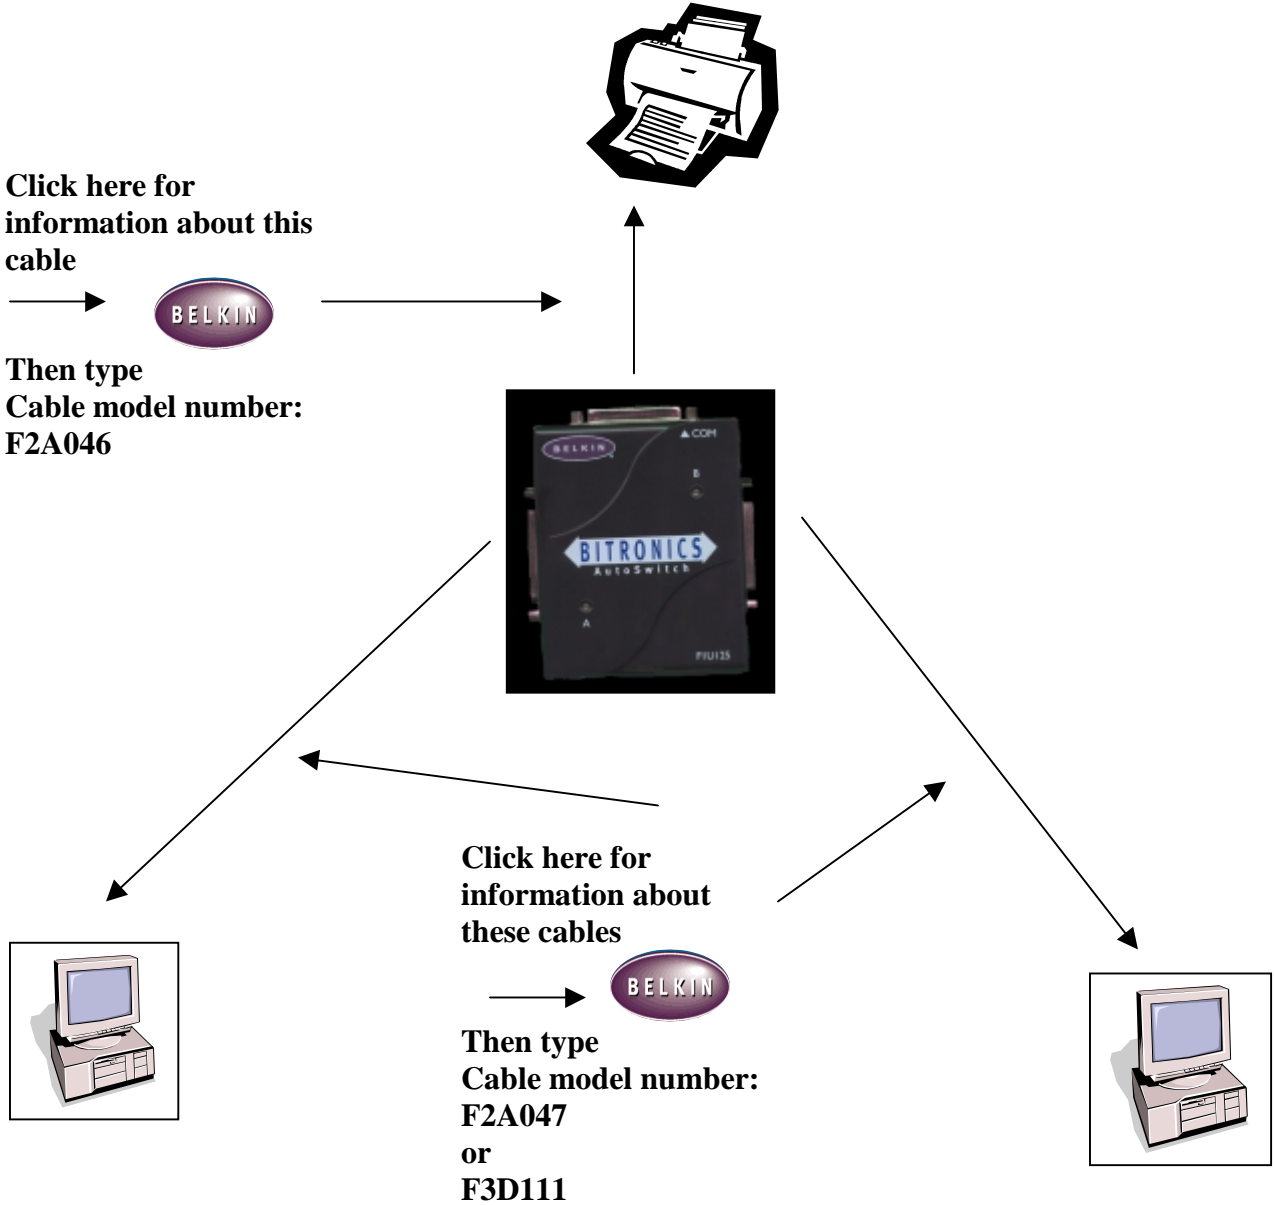 Click here for
information about this
cable
BELKIN
Then type
Cable model number:
F2A046
▲ COM
BELKIN
B
BITRONICS
AutoSwitch
A
F1U125
Click here for
information about
these cables
BELKIN
Then type
Cable model number:
F2A047
or
F3D111